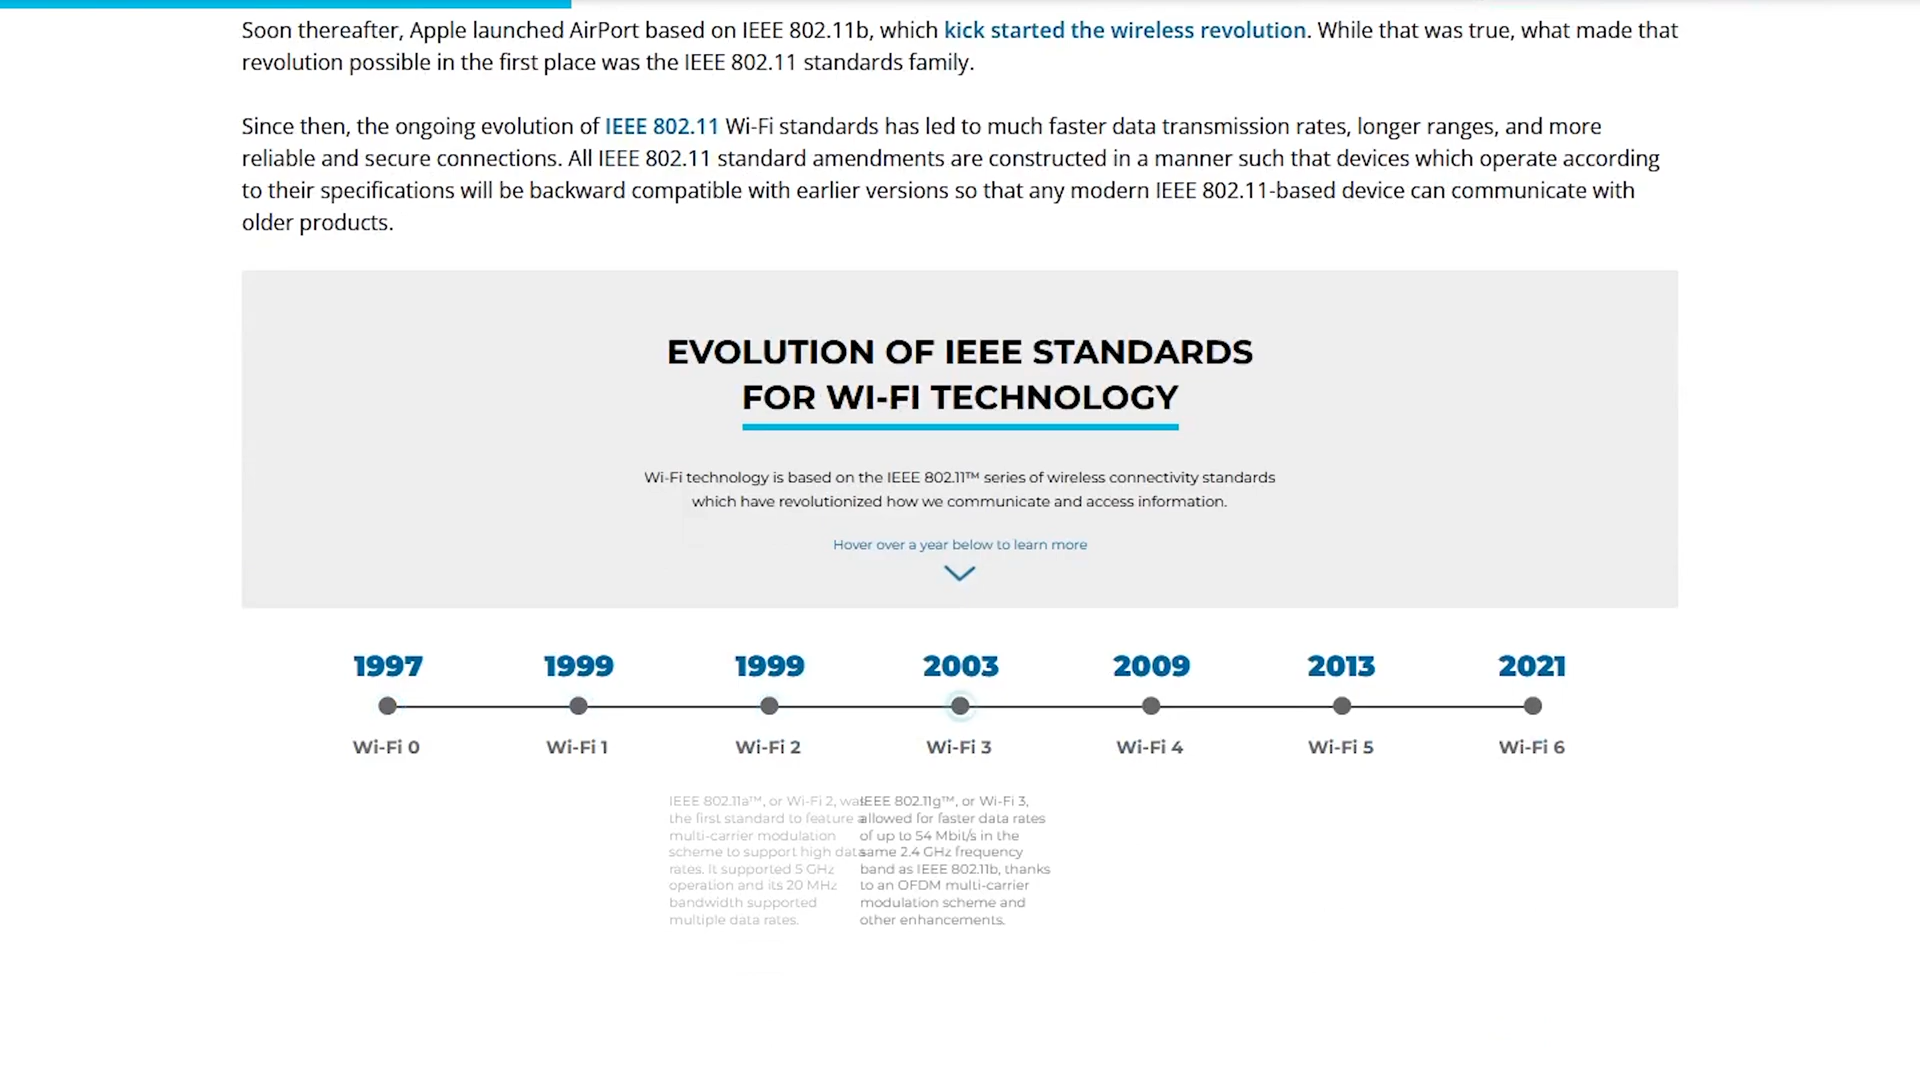 Soon thereafter, Apple launched AirPort based on IEEE 802.11b, which kick started the wireless revolution. While that was true, what made that
revolution possible in the first place was the IEEE 802.11 standards family.
Since then, the ongoing evolution of IEEE 802.11 Wi-Fi standards has led to much faster data transmission rates, longer ranges, and more
reliable and secure connections. All IEEE 802.11 standard amendments are constructed in a manner such that devices which operate according
to their specifications will be backward compatible with earlier versions so that any modern IEEE 802.11-based device can communicate with
older products.
EVOLUTION OF IEEE STANDARDS
FOR WI-FI TECHNOLOGY
Wi-Fi technology is based on the IEEE 802.11™ series of wireless connectivity standards
which have revolutionized how we communicate and access information.
Hover over a year below to learn more
1997 1999 1999 2003 2009 2013 2021
Wi-Fi 0 Wi-Fi 1 Wi-Fi 2 Wi-Fi 3 Wi-Fi 4 Wi-Fi 5 Wi-Fi 6
IEEE 802.11a™, or Wi-Fi 2, was
the first standard to feature a
multi-carrier modulation
scheme to support high data
rates. It supported 5 GHz
operation and its 20 MHz
bandwidth supported
multiple data rates.
IEEE 802.11g™, or Wi-Fi 3,
allowed for faster data rates
of up to 54 Mbit/s in the
same 2.4 GHz frequency
band as IEEE 802.11b, thanks
to an OFDM multi-carrier
modulation scheme and
other enhancements.